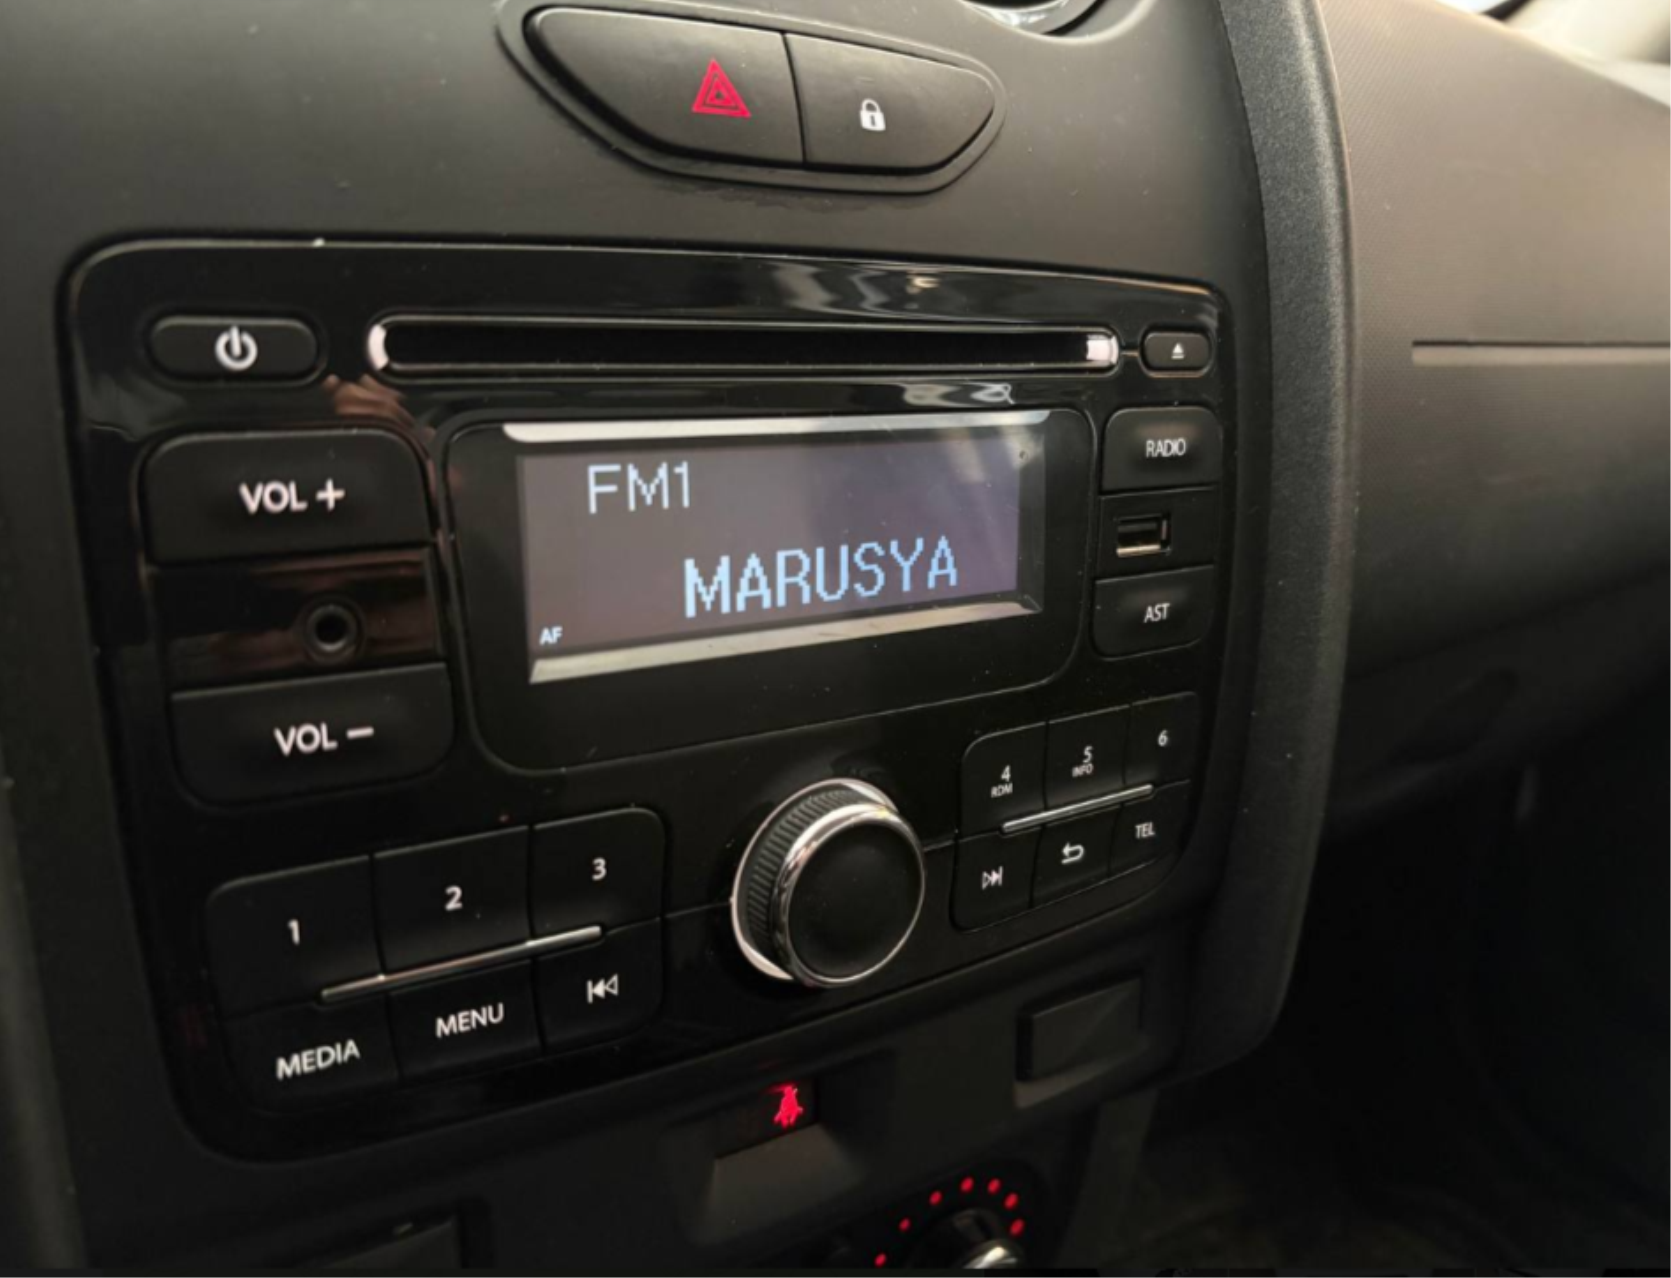 RADIO
VOL +
FM1
MARUSYA
AF
AST
VOL −
1
2
3
4
RDM
5
INFO
6
TEL
MEDIA
MENU